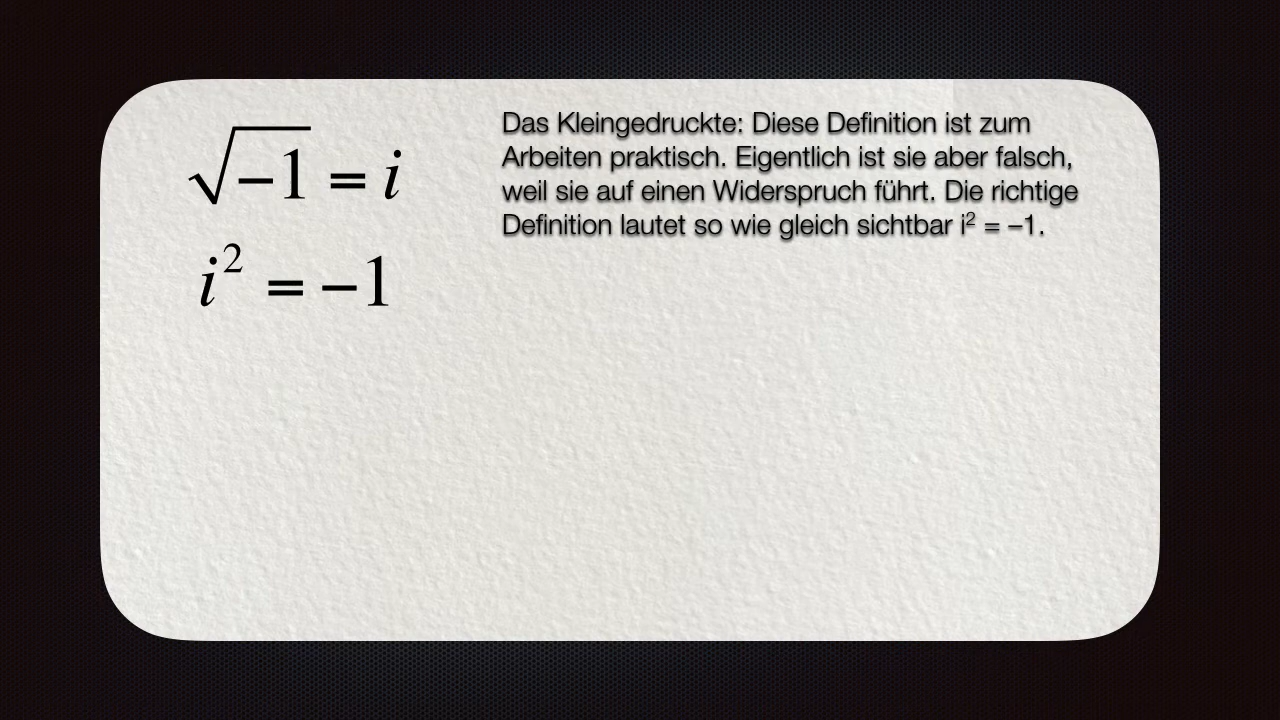 √−1 = i
i² = −1
Das Kleingedruckte: Diese Definition ist zum
Arbeiten praktisch. Eigentlich ist sie aber falsch,
weil sie auf einen Widerspruch führt. Die richtige
Definition lautet so wie gleich sichtbar i² = –1.